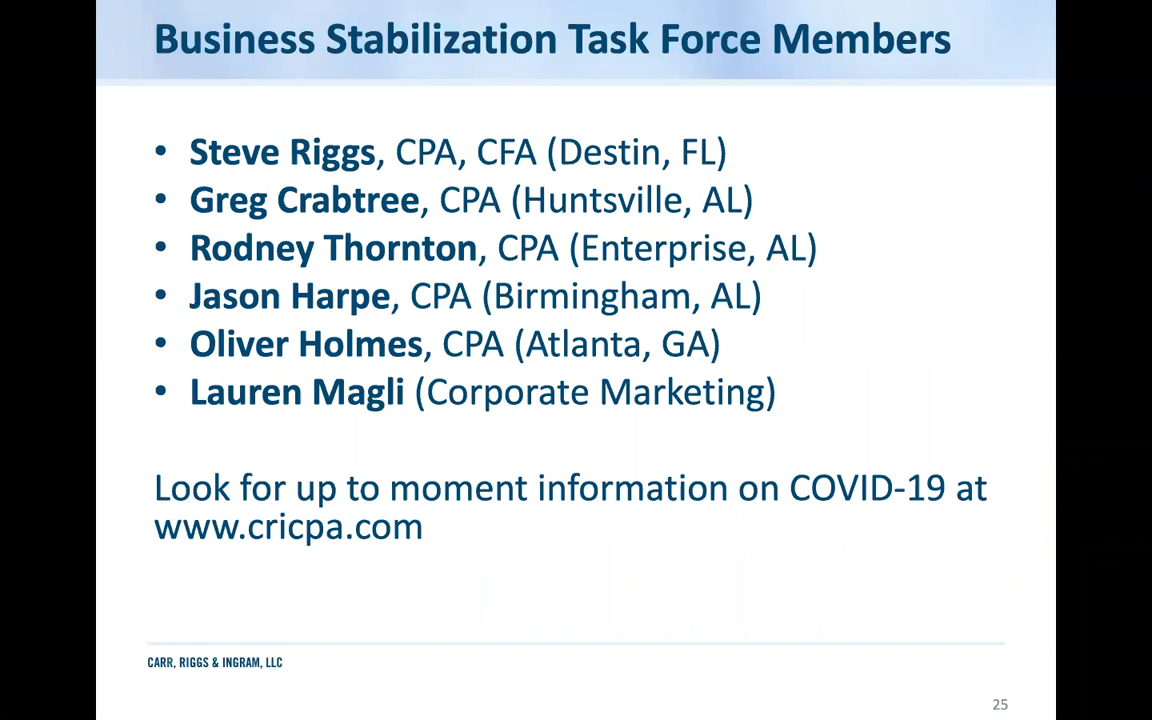 Business Stabilization Task Force Members
• Steve Riggs, CPA, CFA (Destin, FL)
• Greg Crabtree, CPA (Huntsville, AL)
• Rodney Thornton, CPA (Enterprise, AL)
• Jason Harpe, CPA (Birmingham, AL)
• Oliver Holmes, CPA (Atlanta, GA)
• Lauren Magli (Corporate Marketing)
Look for up to moment information on COVID-19 at
www.cricpa.com
CARR, RIGGS & INGRAM, LLC
25